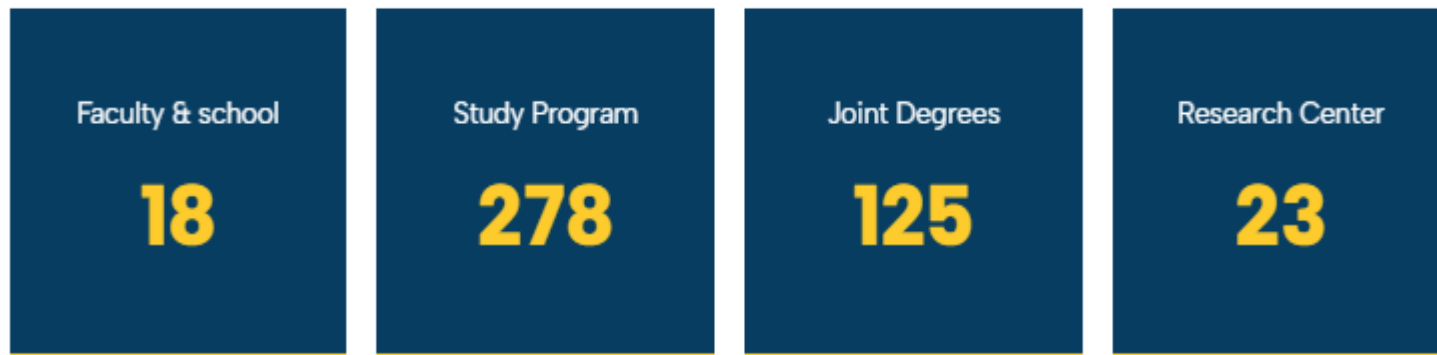 Faculty & school
18
Study Program
278
Joint Degrees
125
Research Center
23